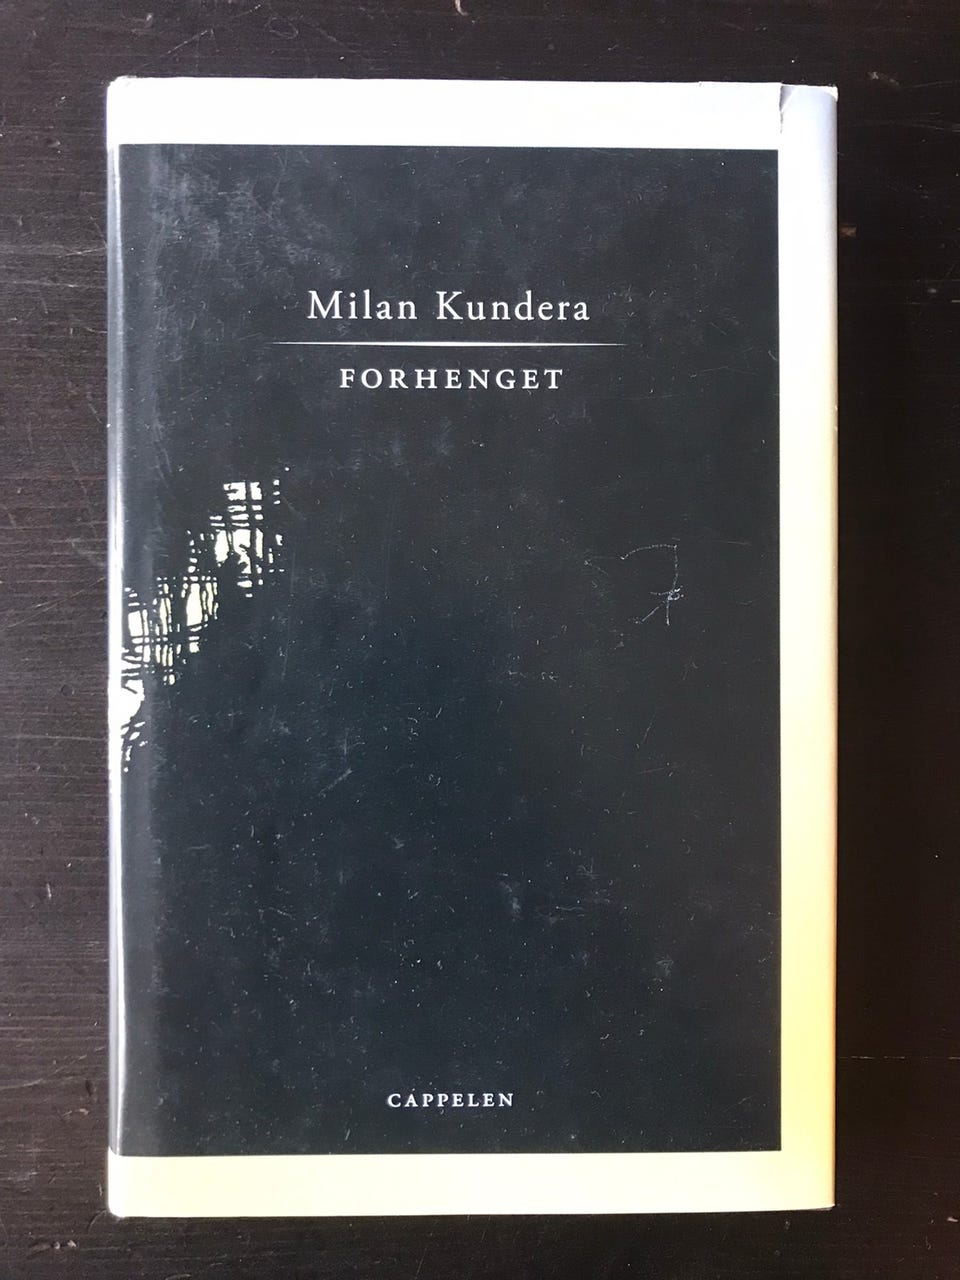 Milan Kundera
FORHENGET
CAPPELEN